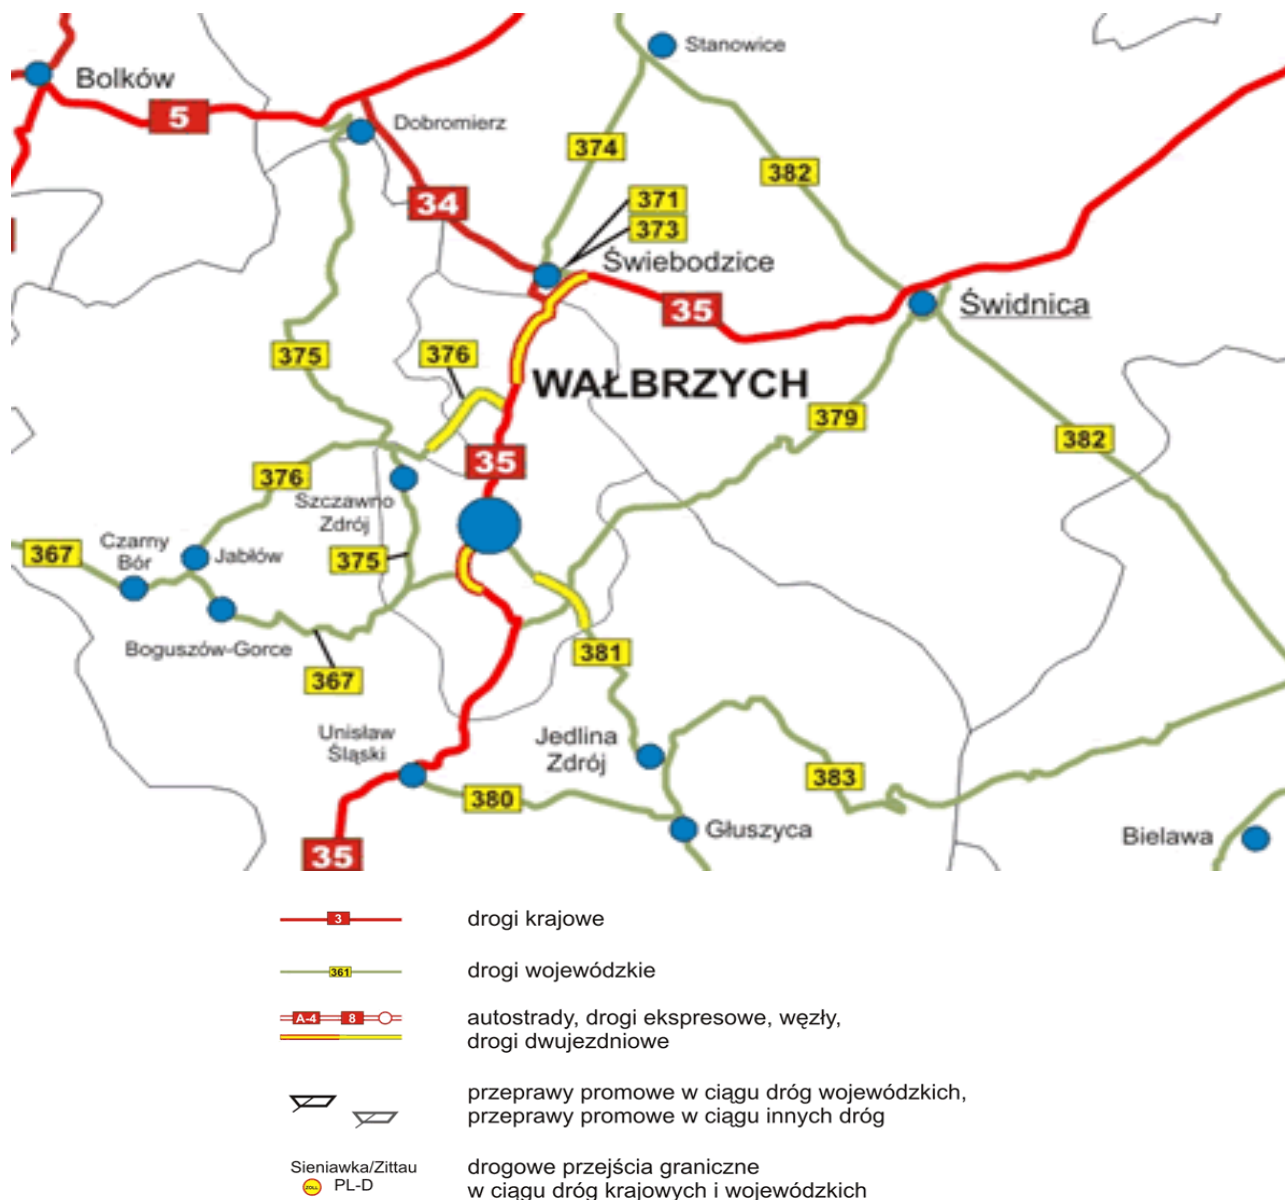 Stanowice
Bolków
5
Dobromierz
374
382
34
371
373
Świebodzice
35
Świdnica
375
376
WAŁBRZYCH
379
382
35
376
Szczawno
Zdrój
Czarny
Bór
367
Jabłów
375
Boguszów-Gorce
367
381
Unisław
Śląski
Jedlina
Zdrój
383
380
Głuszyca
Bielawa
35
3
drogi krajowe
361
drogi wojewódzkie
A-4 8
autostrady, drogi ekspresowe, węzły,
drogi dwujezdniowe
przeprawy promowe w ciągu dróg wojewódzkich,
przeprawy promowe w ciągu innych dróg
Sieniawka/Zittau
ZOLL PL-D
drogowe przejścia graniczne
w ciągu dróg krajowych i wojewódzkich